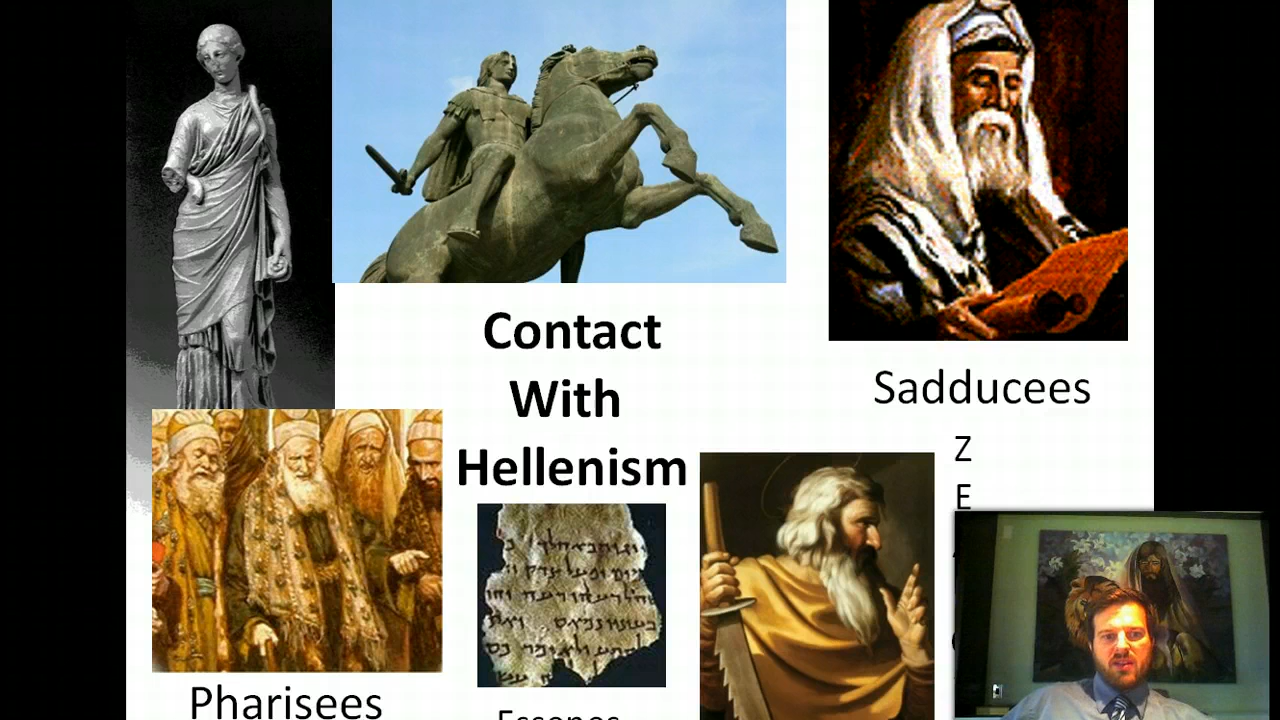 Contact
With
Hellenism
Sadducees
Z
E
Pharisees
Essenes